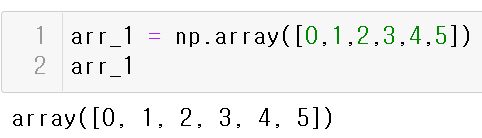 1 arr_1 = np.array([0,1,2,3,4,5])
2 arr_1
array([0, 1, 2, 3, 4, 5])